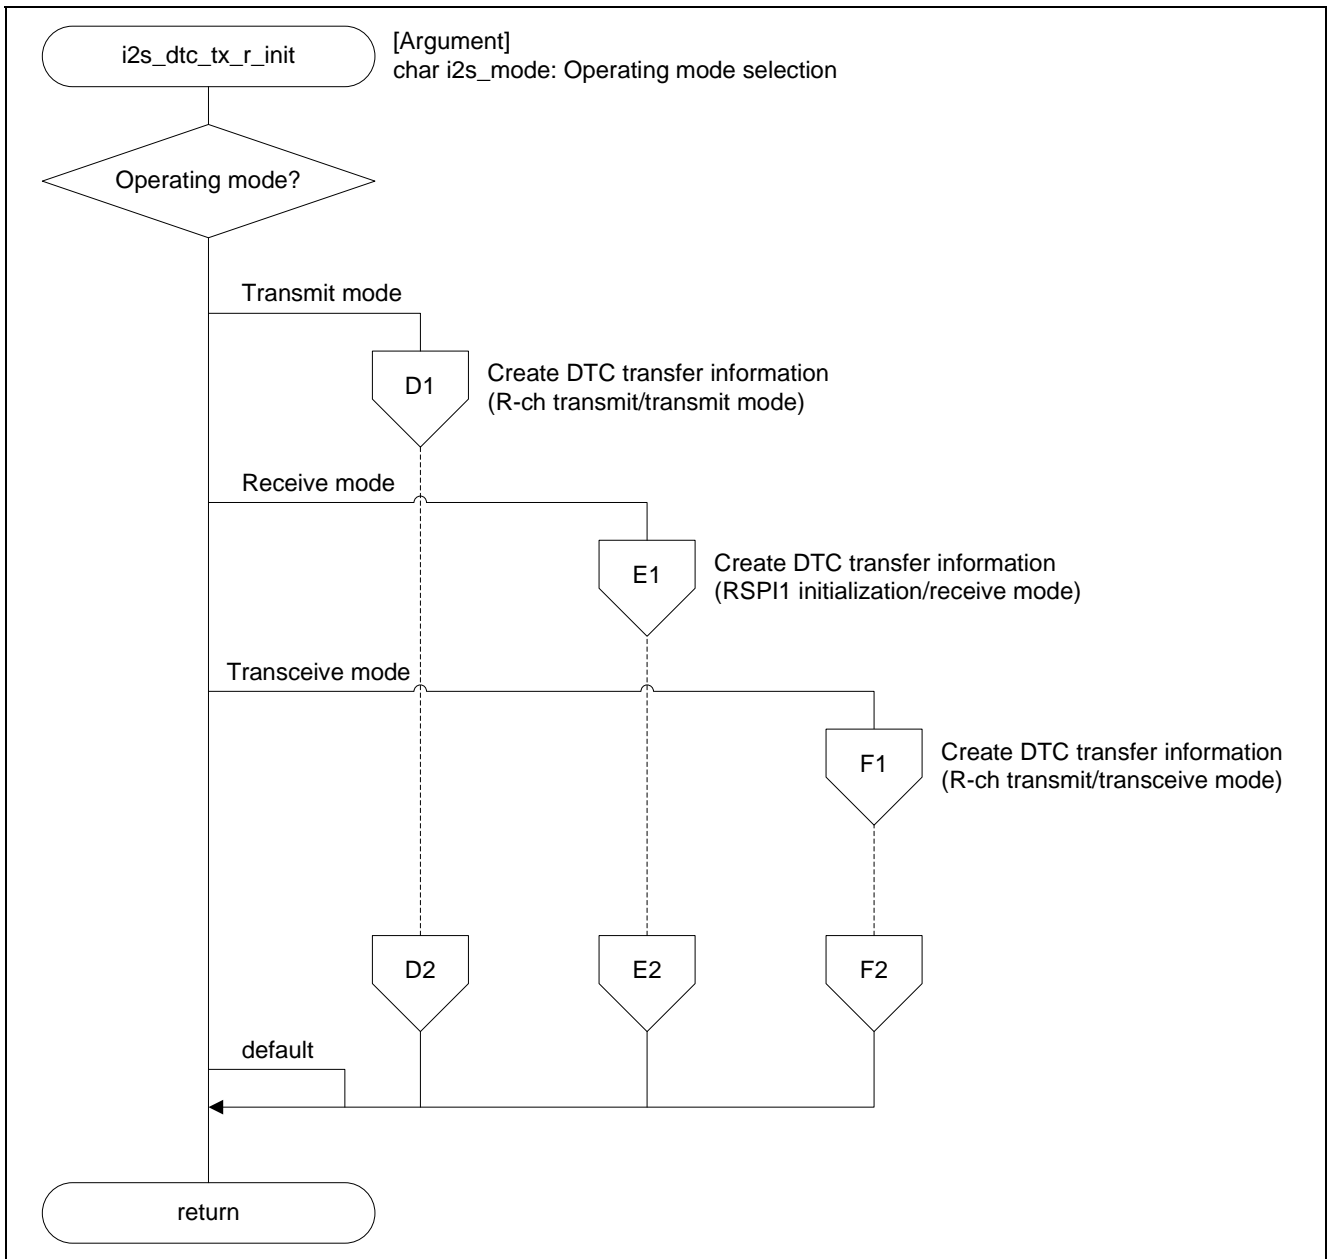 i2s_dtc_tx_r_init
[Argument]
char i2s_mode: Operating mode selection
Operating mode?
Transmit mode
D1
Create DTC transfer information
(R-ch transmit/transmit mode)
Receive mode
E1
Create DTC transfer information
(RSPI1 initialization/receive mode)
Transceive mode
F1
Create DTC transfer information
(R-ch transmit/transceive mode)
D2
E2
F2
default
return